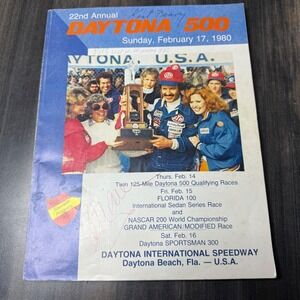 22nd Annual
DAYTONA 500
Sunday, February 17, 1980
YTONA, U.S.A.
Thurs. Feb. 14
Twin 125-Mile Daytona 500 Qualifying Races
Fri. Feb. 15
FLORIDA 100
International Sedan Series Race
and
NASCAR 200 World Championship
GRAND AMERICAN/MODIFIED Race
Sat. Feb. 16
Daytona SPORTSMAN 300
DAYTONA INTERNATIONAL SPEEDWAY
Daytona Beach, Fla. — U.S.A.